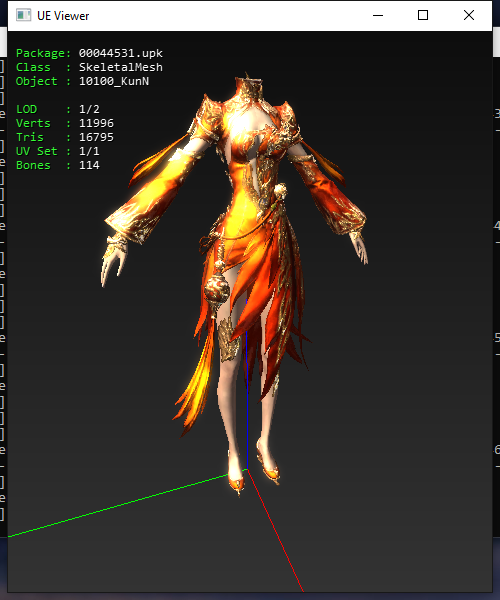 UE Viewer
Package: 00044531.upk
Class : SkeletalMesh
Object : 10100_KunN
LOD : 1/2
Verts : 11996
Tris : 16795
UV Set : 1/1
Bones : 114